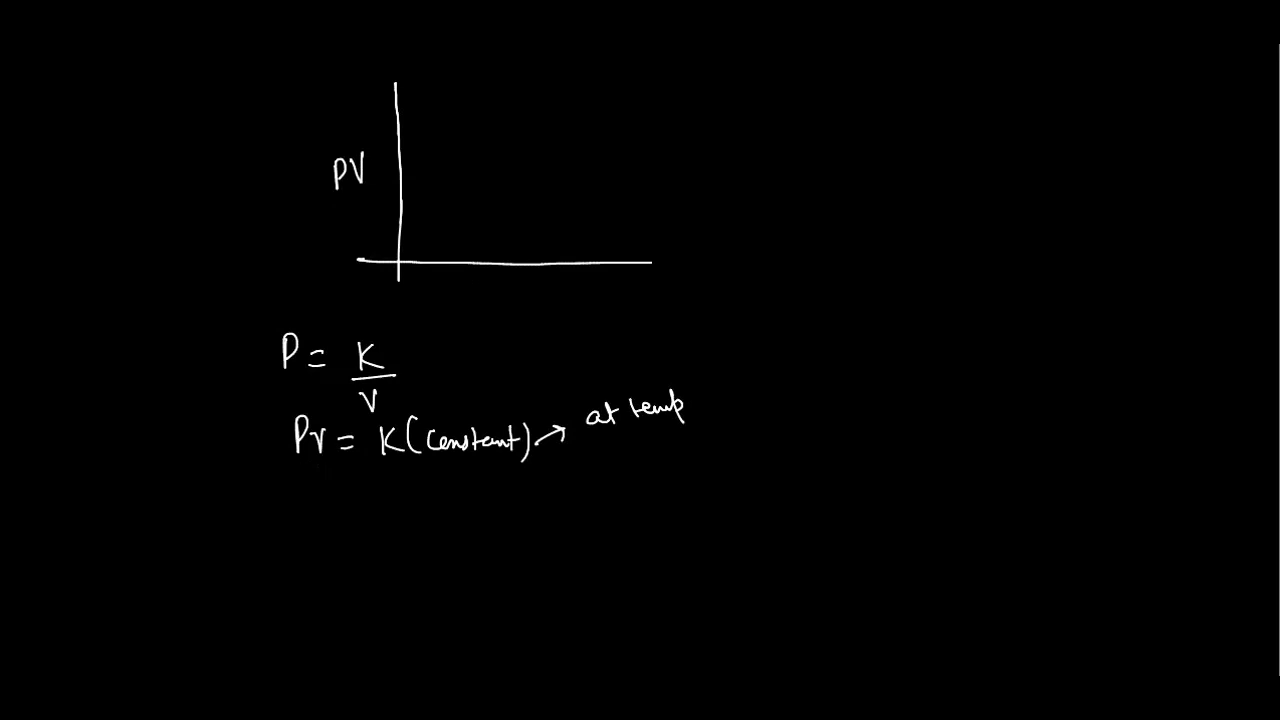 PV
P = K/V
PV = K(constant) → at temp